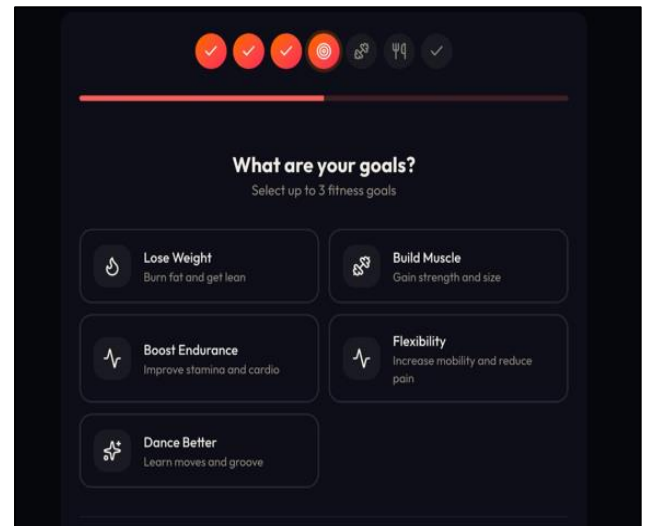 What are your goals?
Select up to 3 fitness goals
Lose Weight
Burn fat and get lean
Build Muscle
Gain strength and size
Boost Endurance
Improve stamina and cardio
Flexibility
Increase mobility and reduce
pain
Dance Better
Learn moves and groove